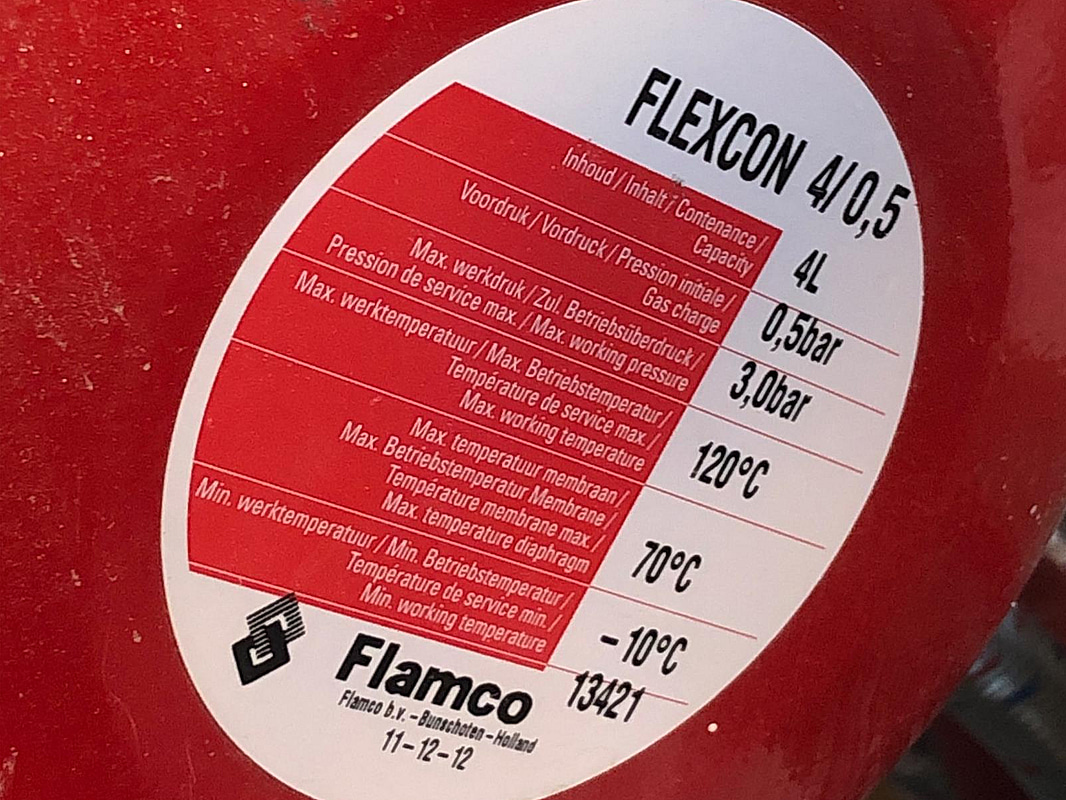 FLEXCON 4/0,5
Inhoud / Inhalt / Contenance /
Capacity
4L
Voordruk / Vordruck / Pression initiale /
Gas charge
0,5bar
Max. werkdruk / Zul. Betriebsüberdruck /
Pression de service max. / Max. working pressure
3,0bar
Max. werktemperatuur / Max. Betriebstemperatur /
Température de service max. /
Max. working temperature
120°C
Max. temperatuur membraan /
Max. Betriebstemperatur Membrane /
Température membrane max. /
Max. temperature diaphragm
70°C
Min. werktemperatuur / Min. Betriebstemperatur /
Température de service min. /
Min. working temperature
-10°C
13421
Flamco
Flamco b.v. – Bunschoten – Holland
11-12-12